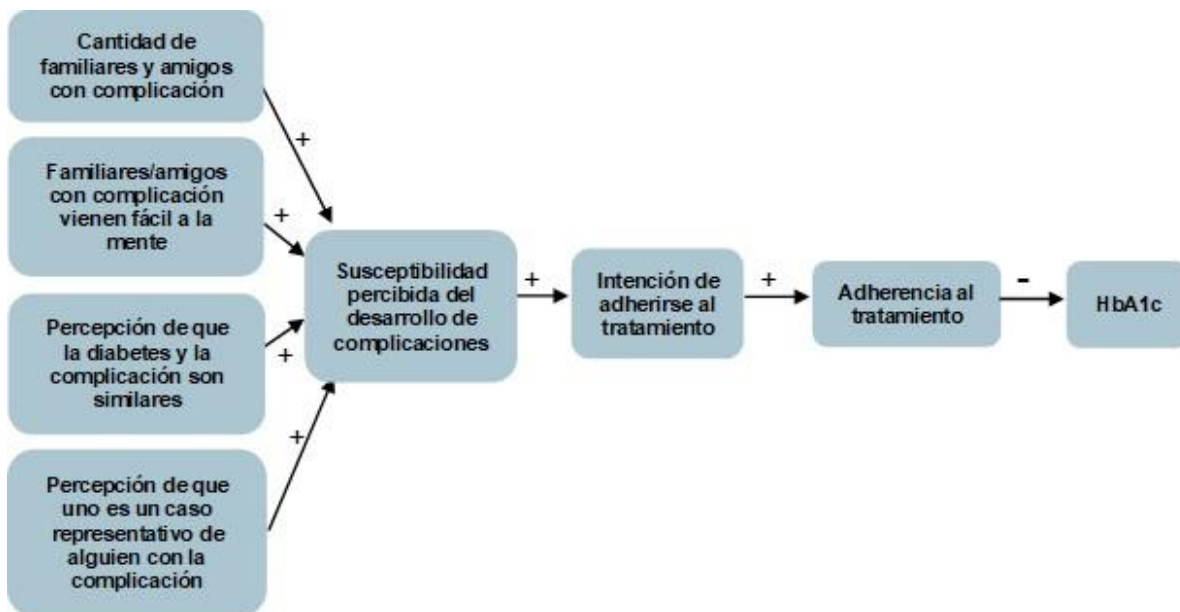 Cantidad de
familiares y amigos
con complicación
+
Familiares/amigos
con complicación
vienen fácil a la
mente
+
Percepción de que
la diabetes y la
complicación son
similares
+
Percepción de que
uno es un caso
representativo de
alguien con la
complicación
+
Susceptibilidad
percibida del
desarrollo de
complicaciones
+
Intención de
adherirse al
tratamiento
+
Adherencia al
tratamiento
-
HbA1c